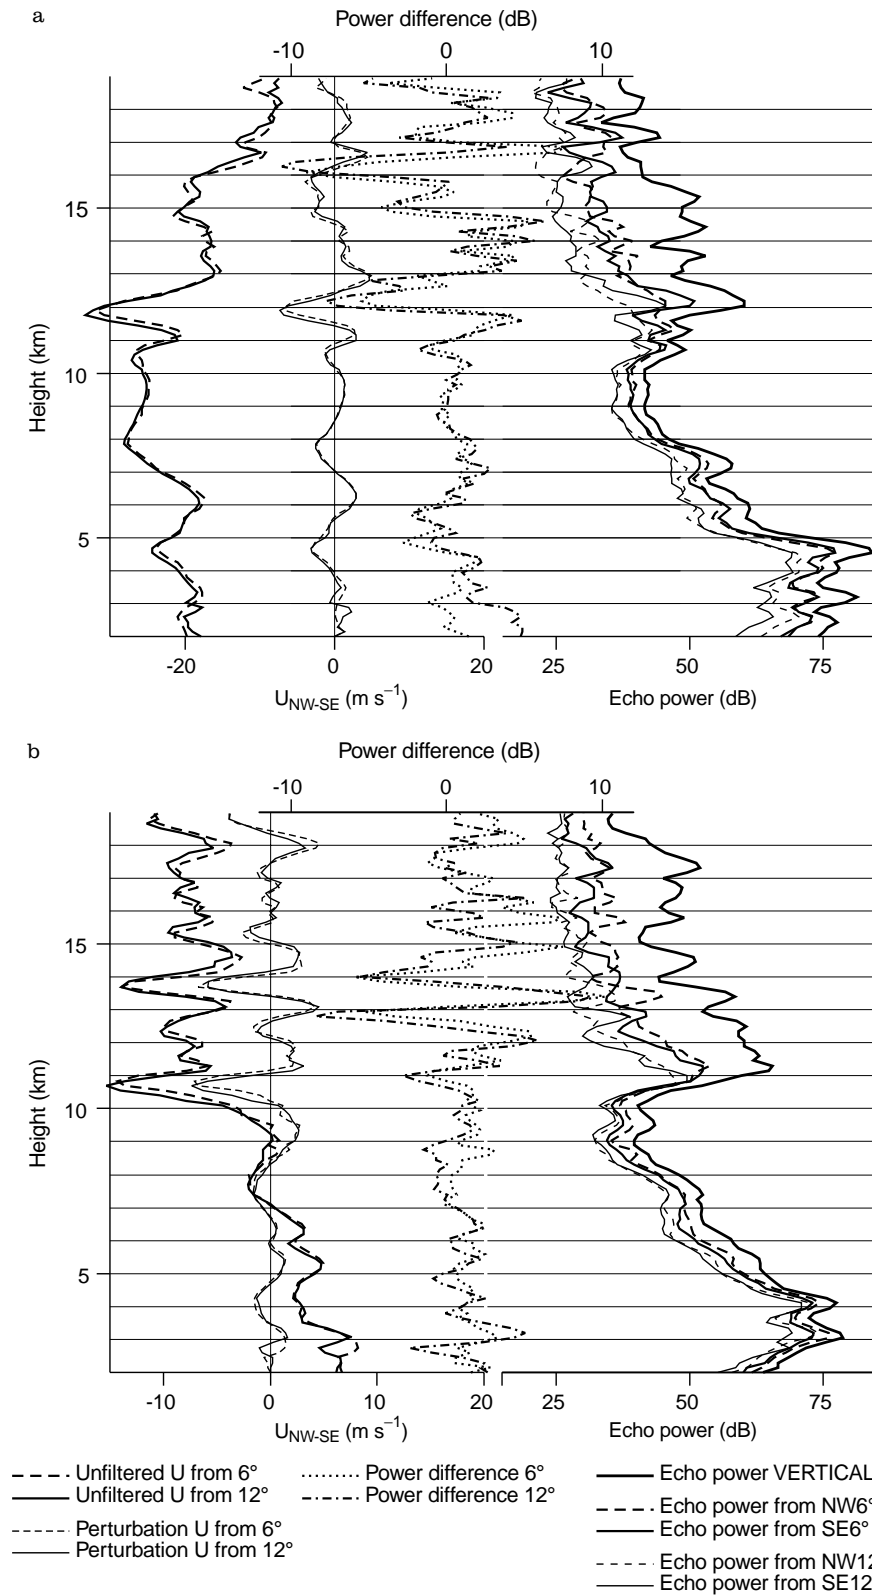 a
Power difference (dB)
-10 0 10
15
10
5
Height (km)
-20 0 20 25 50 75
U_NW-SE (m s⁻¹) Echo power (dB)
b
Power difference (dB)
-10 0 10
15
10
5
Height (km)
-10 0 10 20 25 50 75
U_NW-SE (m s⁻¹) Echo power (dB)
Unfiltered U from 6° Power difference 6° Echo power VERTICAL
Unfiltered U from 12° Power difference 12° Echo power from NW6°
Echo power from SE6°
Perturbation U from 6° Echo power from NW12
Perturbation U from 12° Echo power from SE12